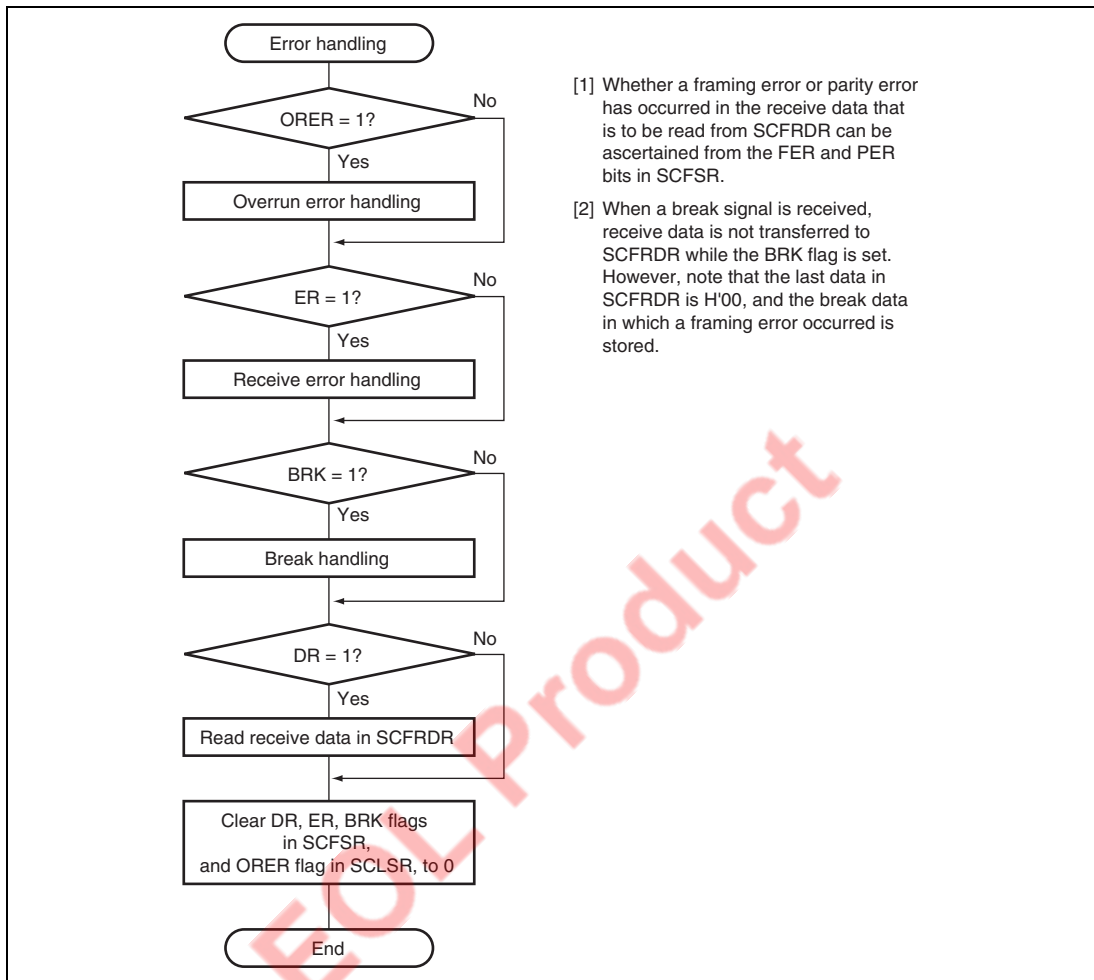 Error handling
No
ORER = 1?
Yes
Overrun error handling
No
ER = 1?
Yes
Receive error handling
No
BRK = 1?
Yes
Break handling
No
DR = 1?
Yes
Read receive data in SCFRDR
Clear DR, ER, BRK flags
in SCFSR,
and ORER flag in SCLSR, to 0
End
[1] Whether a framing error or parity error
has occurred in the receive data that
is to be read from SCFRDR can be
ascertained from the FER and PER
bits in SCFSR.
[2] When a break signal is received,
receive data is not transferred to
SCFRDR while the BRK flag is set.
However, note that the last data in
SCFRDR is H'00, and the break data
in which a framing error occurred is
stored.
EOL Product